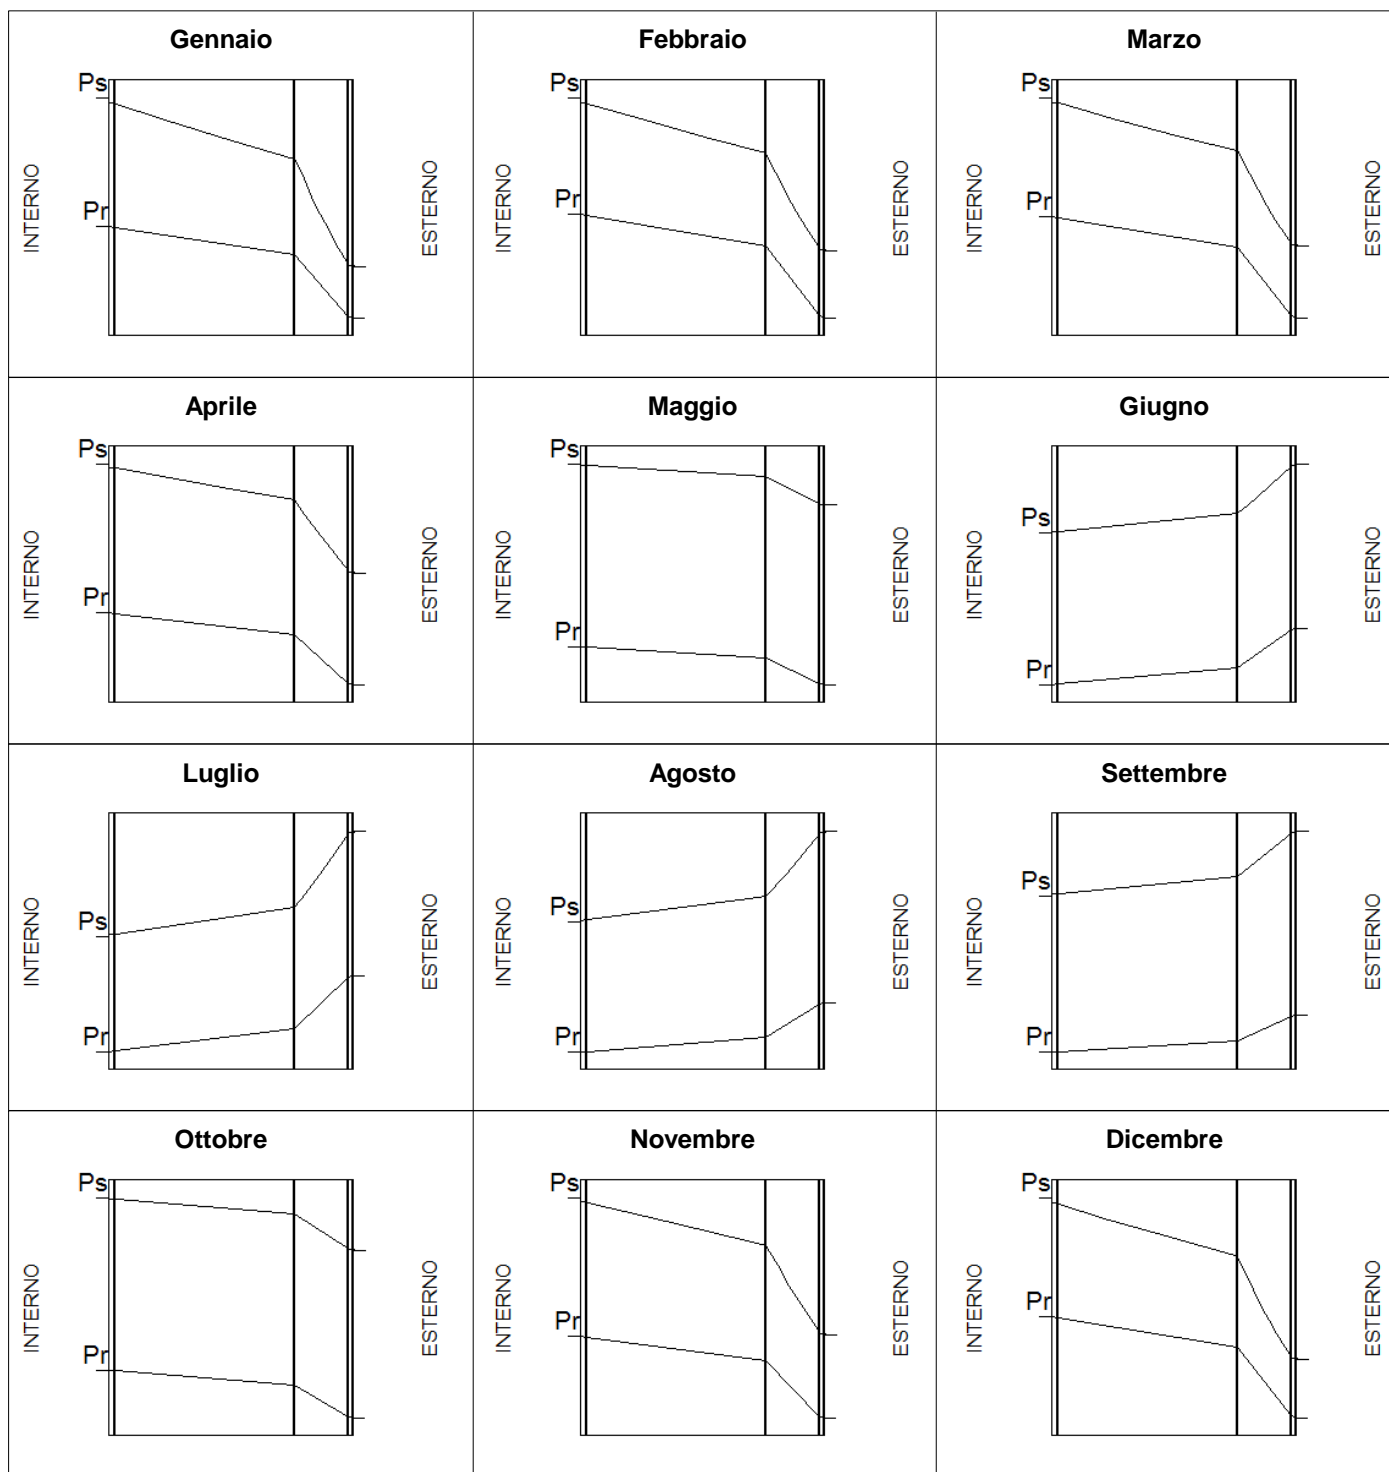 Gennaio
Febbraio
Marzo
Ps
Pr
INTERNO
ESTERNO
Ps
Pr
INTERNO
ESTERNO
Ps
Pr
INTERNO
ESTERNO
Aprile
Maggio
Giugno
Ps
Pr
INTERNO
ESTERNO
Ps
Pr
INTERNO
ESTERNO
Ps
Pr
INTERNO
ESTERNO
Luglio
Agosto
Settembre
Ps
Pr
INTERNO
ESTERNO
Ps
Pr
INTERNO
ESTERNO
Ps
Pr
INTERNO
ESTERNO
Ottobre
Novembre
Dicembre
Ps
Pr
INTERNO
ESTERNO
Ps
Pr
INTERNO
ESTERNO
Ps
Pr
INTERNO
ESTERNO